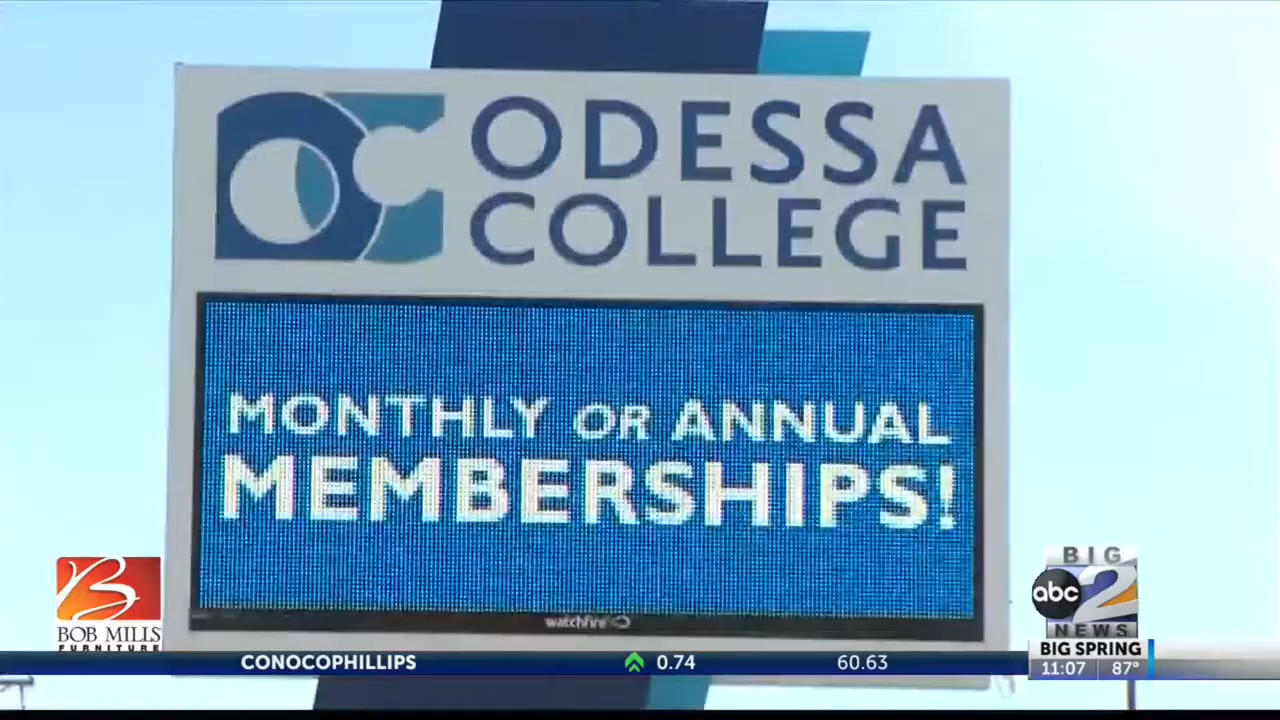 ODESSA
COLLEGE
MONTHLY OR ANNUAL
MEMBERSHIPS!
watchfire
B
BOB MILLS
FURNITURE
BIG
abc 2
NEWS
BIG SPRING
11:07 87°
CONOCOPHILLIPS 0.74 60.63